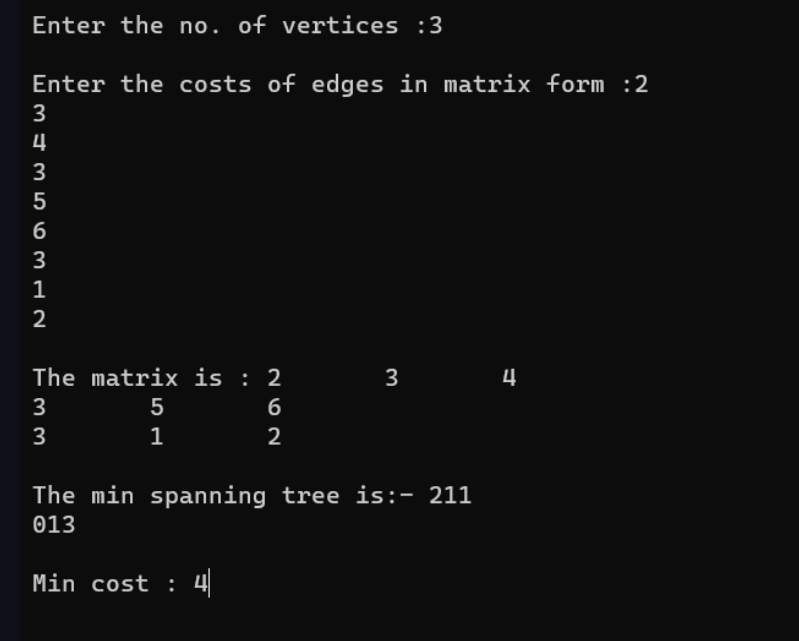 Enter the no. of vertices :3
Enter the costs of edges in matrix form :2
3
4
3
5
6
3
1
2
The matrix is : 2 3 4
3 5 6
3 1 2
The min spanning tree is:- 211
013
Min cost : 4